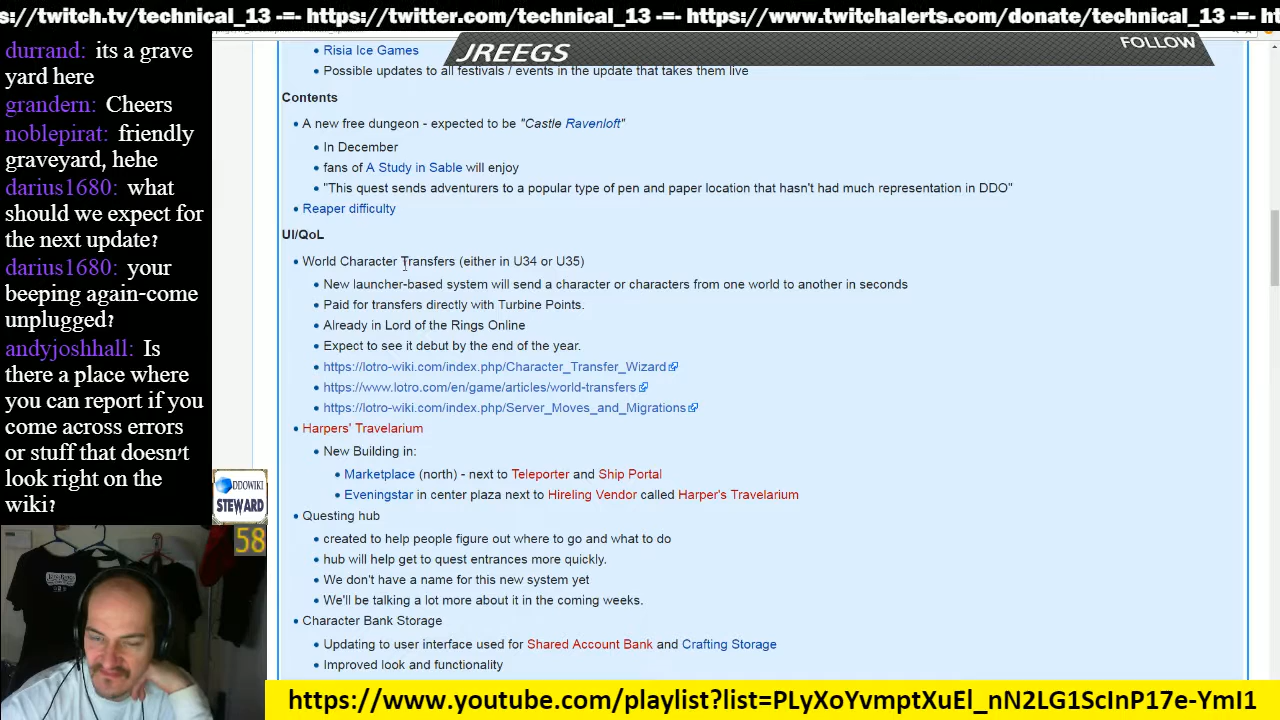 s://twitch.tv/technical_13 -=- https://twitter.com/technical_13 -=- https://www.twitchalerts.com/donate/technical_13 -=- ht
JREEGS
FOLLOW
durrand: its a grave
yard here
grandern: Cheers
noblepirat: friendly
graveyard, hehe
darius1680: what
should we expect for
the next update?
darius1680: your
beeping again-come
unplugged?
andyjoshhall: Is
there a place where
you can report if you
come across errors
or stuff that doesn't
look right on the
wiki?
DDOWIKI
STEWARD
58
Risia Ice Games
Possible updates to all festivals / events in the update that takes them live
Contents
A new free dungeon - expected to be "Castle Ravenloft"
In December
fans of A Study in Sable will enjoy
"This quest sends adventurers to a popular type of pen and paper location that hasn't had much representation in DDO"
Reaper difficulty
UI/QoL
World Character Transfers (either in U34 or U35)
New launcher-based system will send a character or characters from one world to another in seconds
Paid for transfers directly with Turbine Points.
Already in Lord of the Rings Online
Expect to see it debut by the end of the year.
https://lotro-wiki.com/index.php/Character_Transfer_Wizard
https://www.lotro.com/en/game/articles/world-transfers
https://lotro-wiki.com/index.php/Server_Moves_and_Migrations
Harpers' Travelarium
New Building in:
Marketplace (north) - next to Teleporter and Ship Portal
Eveningstar in center plaza next to Hireling Vendor called Harper's Travelarium
Questing hub
created to help people figure out where to go and what to do
hub will help get to quest entrances more quickly.
We don't have a name for this new system yet
We'll be talking a lot more about it in the coming weeks.
Character Bank Storage
Updating to user interface used for Shared Account Bank and Crafting Storage
Improved look and functionality
https://www.youtube.com/playlist?list=PLyXoYvmptXuEl_nN2LG1ScInP17e-YmI1